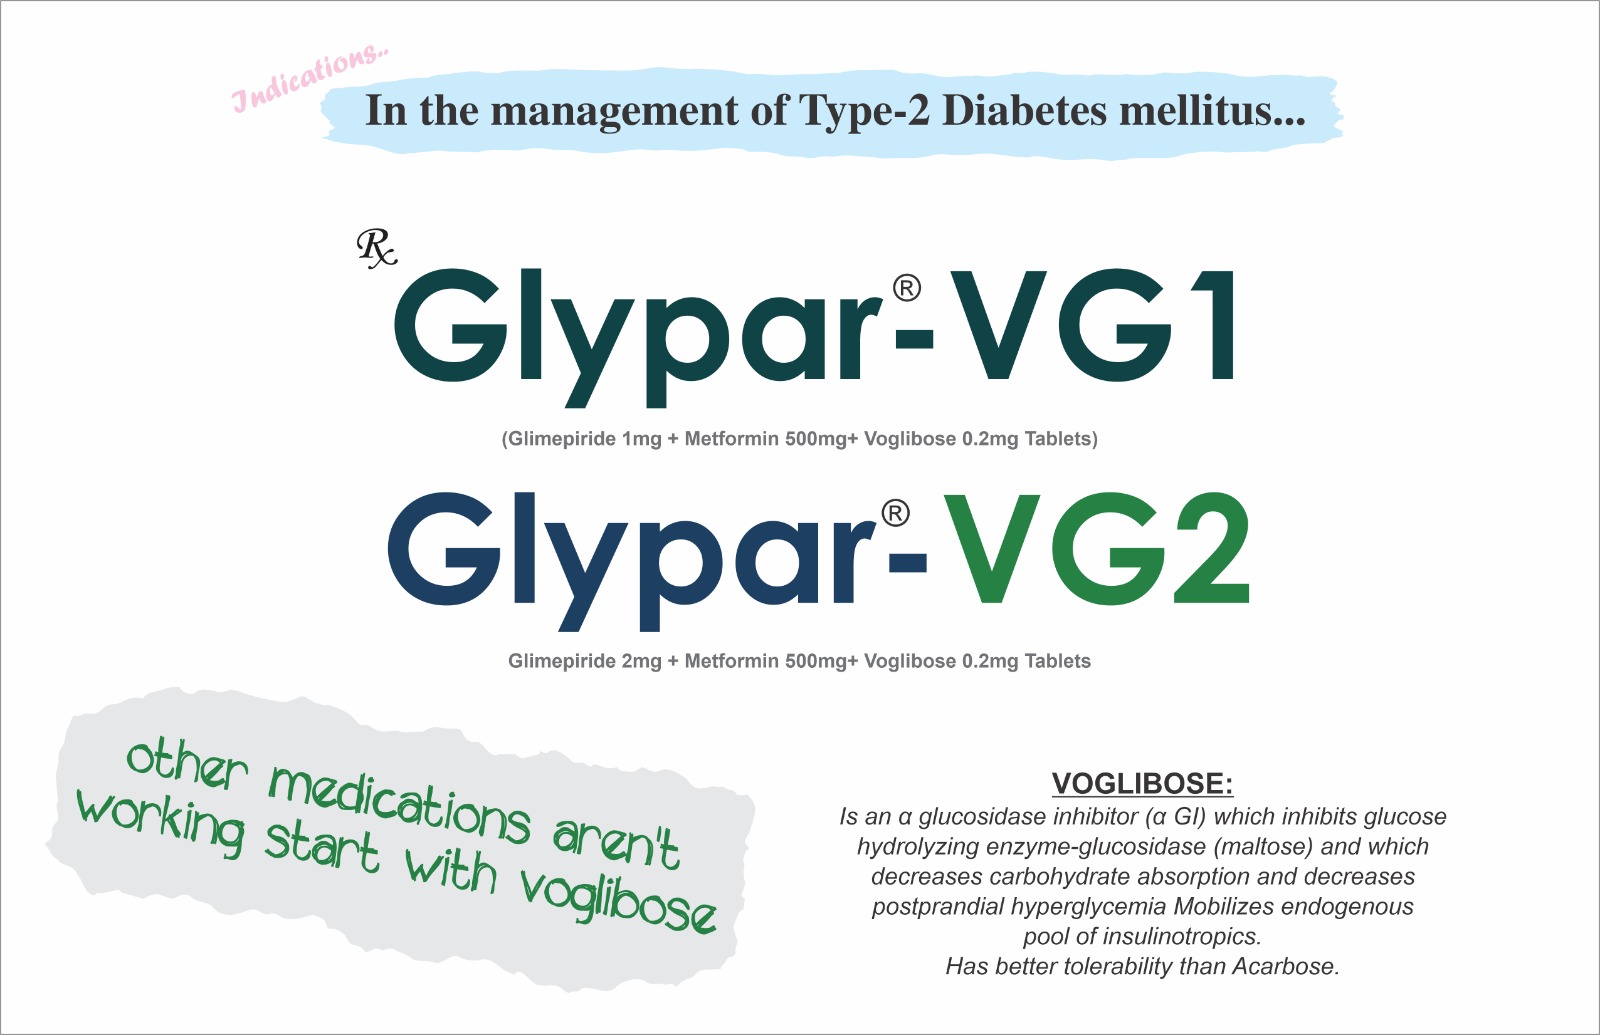 Indications..
In the management of Type-2 Diabetes mellitus...
Rx
Glypar®-VG1
(Glimepiride 1mg + Metformin 500mg+ Voglibose 0.2mg Tablets)
Glypar®-VG2
Glimepiride 2mg + Metformin 500mg+ Voglibose 0.2mg Tablets
other medications aren't
working start with voglibose
VOGLIBOSE:
Is an α glucosidase inhibitor (α GI) which inhibits glucose
hydrolyzing enzyme-glucosidase (maltose) and which
decreases carbohydrate absorption and decreases
postprandial hyperglycemia Mobilizes endogenous
pool of insulinotropics.
Has better tolerability than Acarbose.